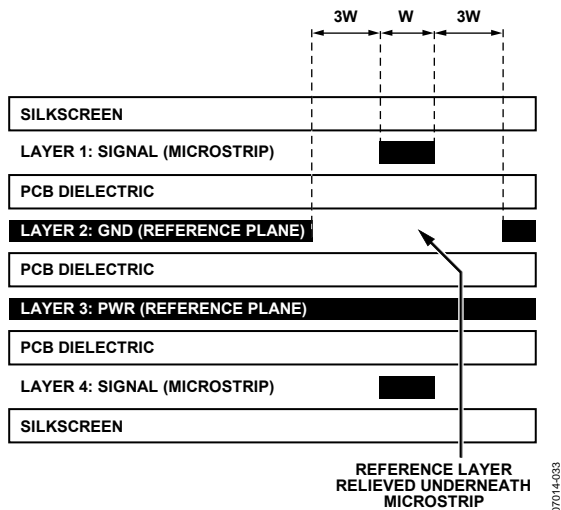 3W W 3W
SILKSCREEN
LAYER 1: SIGNAL (MICROSTRIP)
PCB DIELECTRIC
LAYER 2: GND (REFERENCE PLANE)
PCB DIELECTRIC
LAYER 3: PWR (REFERENCE PLANE)
PCB DIELECTRIC
LAYER 4: SIGNAL (MICROSTRIP)
SILKSCREEN
REFERENCE LAYER
RELIEVED UNDERNEATH
MICROSTRIP
07014-033